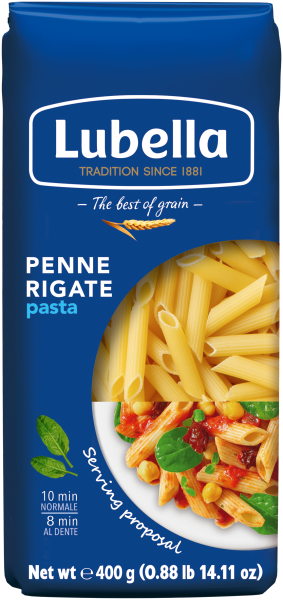 Lubella
TRADITION SINCE 1881
– The best of grain –
PENNE
RIGATE
pasta
10 min
NORMALE
8 min
AL DENTE
Serving proposal
Net wt ℮ 400 g (0.88 lb 14.11 oz)